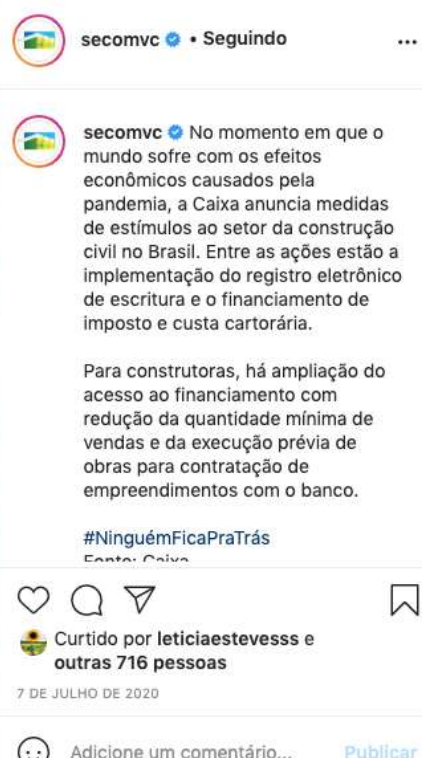 secomvc • Seguindo
secomvc No momento em que o
mundo sofre com os efeitos
econômicos causados pela
pandemia, a Caixa anuncia medidas
de estímulos ao setor da construção
civil no Brasil. Entre as ações estão a
implementação do registro eletrônico
de escritura e o financiamento de
imposto e custa cartorária.
Para construtoras, há ampliação do
acesso ao financiamento com
redução da quantidade mínima de
vendas e da execução prévia de
obras para contratação de
empreendimentos com o banco.
#NinguémFicaPraTrás
Fonte: Caixa
Curtido por leticiaestevesss e
outras 716 pessoas
7 DE JULHO DE 2020
Adicione um comentário... Publicar